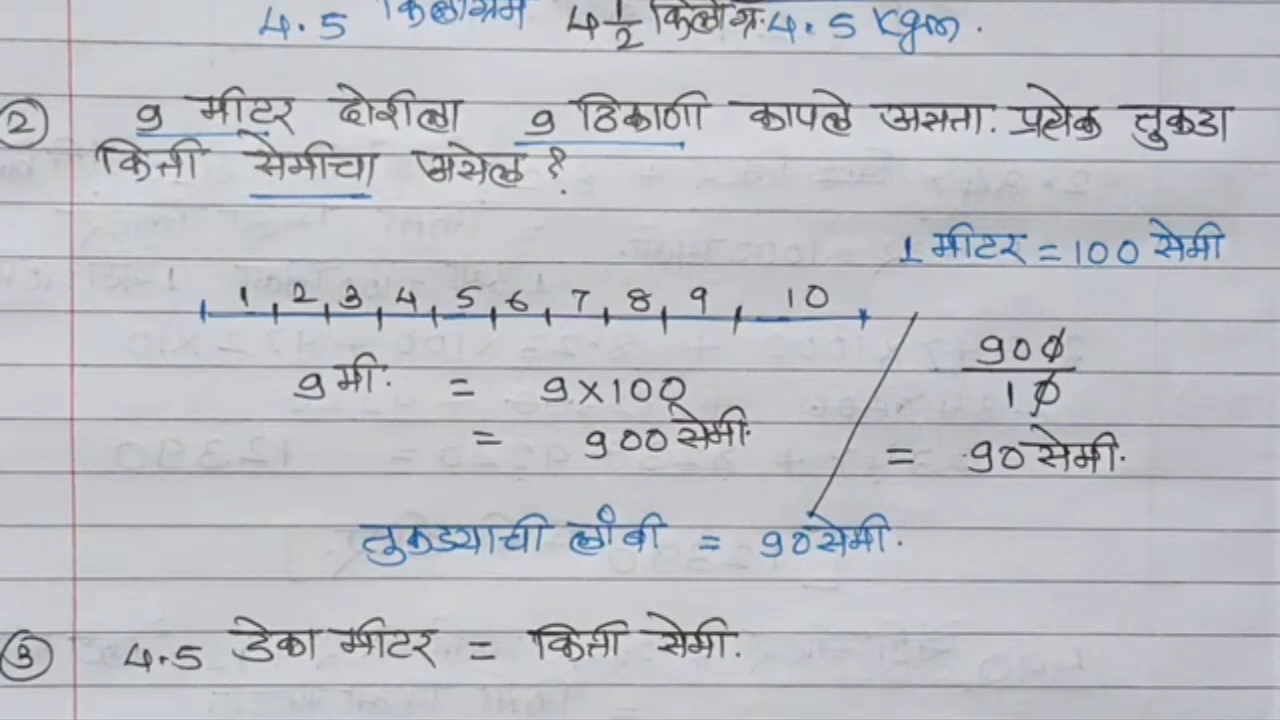 4.5 किलोग्रॅम 4 1/2 किलोग्र. 4.5 kgm.
② 9 मीटर दोरीला 9 ठिकाणी कापले असता. प्रत्येक तुकडा
किती सेमीचा असेल ?
1 मीटर = 100 सेमी
1 2 3 4 5 6 7 8 9 10
9 मी. = 9×100
= 900 सेमी.
900/10
= 90 सेमी.
तुकड्याची लांबी = 90 सेमी.
③ 4.5 डेका मीटर = किती सेमी.